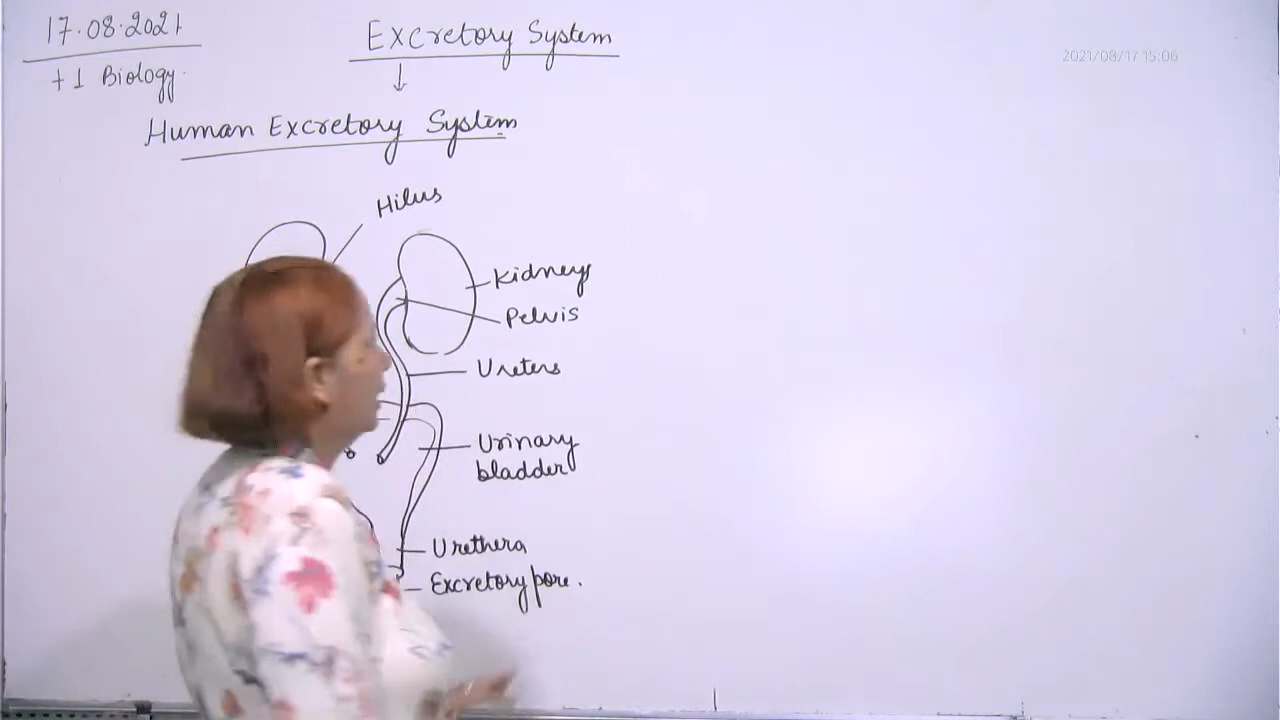 17.08.2021
+1 Biology
Excretory System
2021/08/17 15:06
Human Excretory System
Hilus
Kidneys
Pelvis
Ureters
Urinary
bladder
Urethera
Excretory pore.